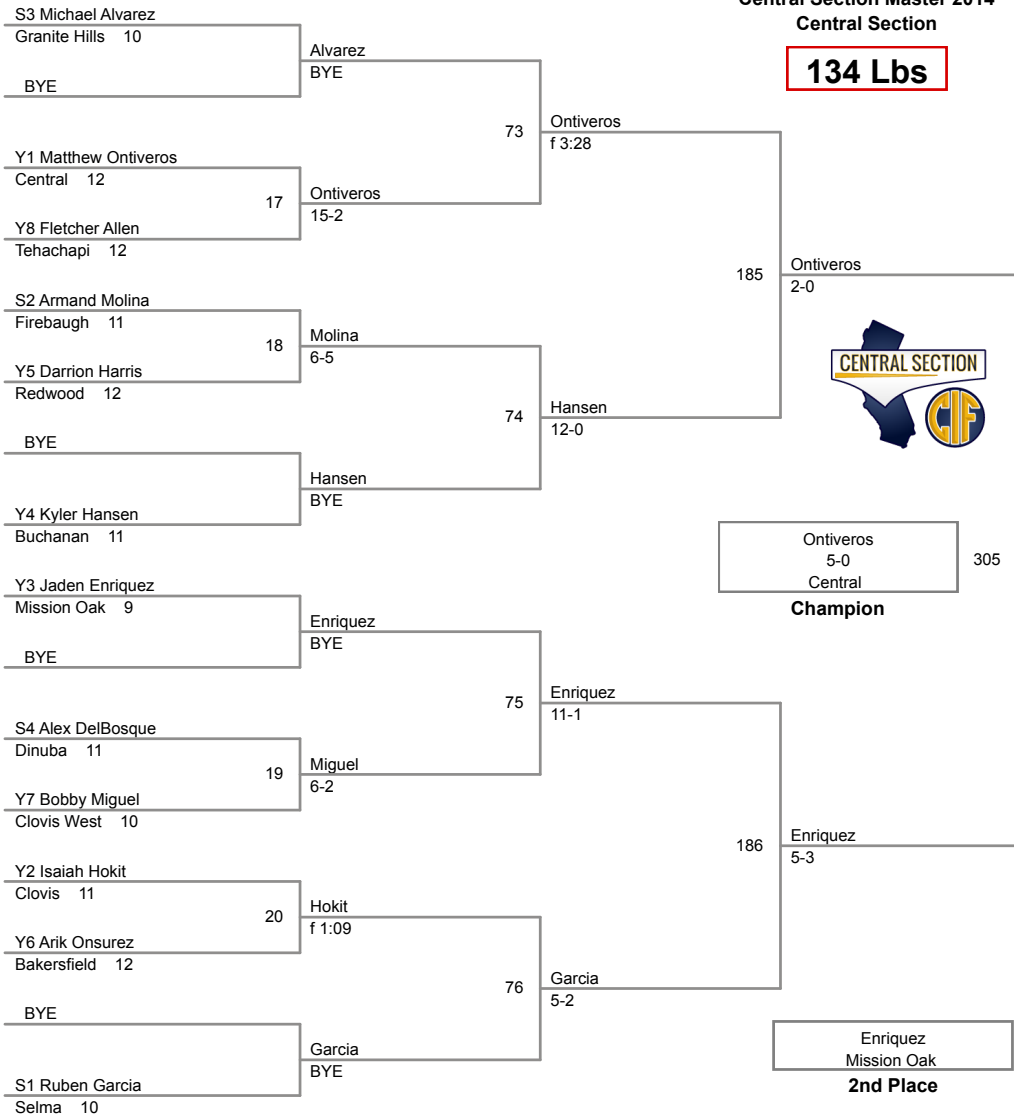 Central Section Master 2014
Central Section
134 Lbs
S3 Michael Alvarez
Granite Hills 10
BYE
Alvarez
BYE
73
Ontiveros
f 3:28
Y1 Matthew Ontiveros
Central 12
17
Ontiveros
15-2
Y8 Fletcher Allen
Tehachapi 12
185
Ontiveros
2-0
S2 Armand Molina
Firebaugh 11
18
Molina
6-5
Y5 Darrion Harris
Redwood 12
74
Hansen
12-0
BYE
Hansen
BYE
Y4 Kyler Hansen
Buchanan 11
CENTRAL SECTION
CIF
Ontiveros
5-0
Central
305
Champion
Y3 Jaden Enriquez
Mission Oak 9
Enriquez
BYE
BYE
75
Enriquez
11-1
S4 Alex DelBosque
Dinuba 11
19
Miguel
6-2
Y7 Bobby Miguel
Clovis West 10
186
Enriquez
5-3
Y2 Isaiah Hokit
Clovis 11
20
Hokit
f 1:09
Y6 Arik Onsurez
Bakersfield 12
76
Garcia
5-2
BYE
Garcia
BYE
S1 Ruben Garcia
Selma 10
Enriquez
Mission Oak
2nd Place